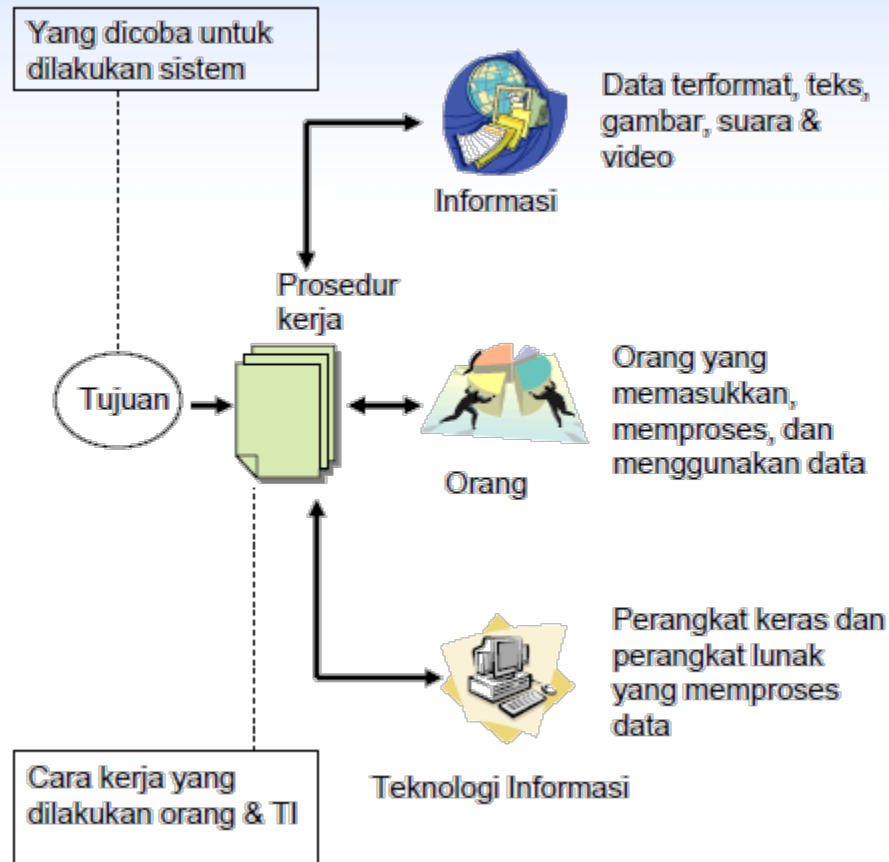 Yang dicoba untuk
dilakukan sistem
Data terformat, teks,
gambar, suara &
video
Informasi
Prosedur
kerja
Tujuan
Orang yang
memasukkan,
memproses, dan
menggunakan data
Orang
Perangkat keras dan
perangkat lunak
yang memproses
data
Teknologi Informasi
Cara kerja yang
dilakukan orang & TI